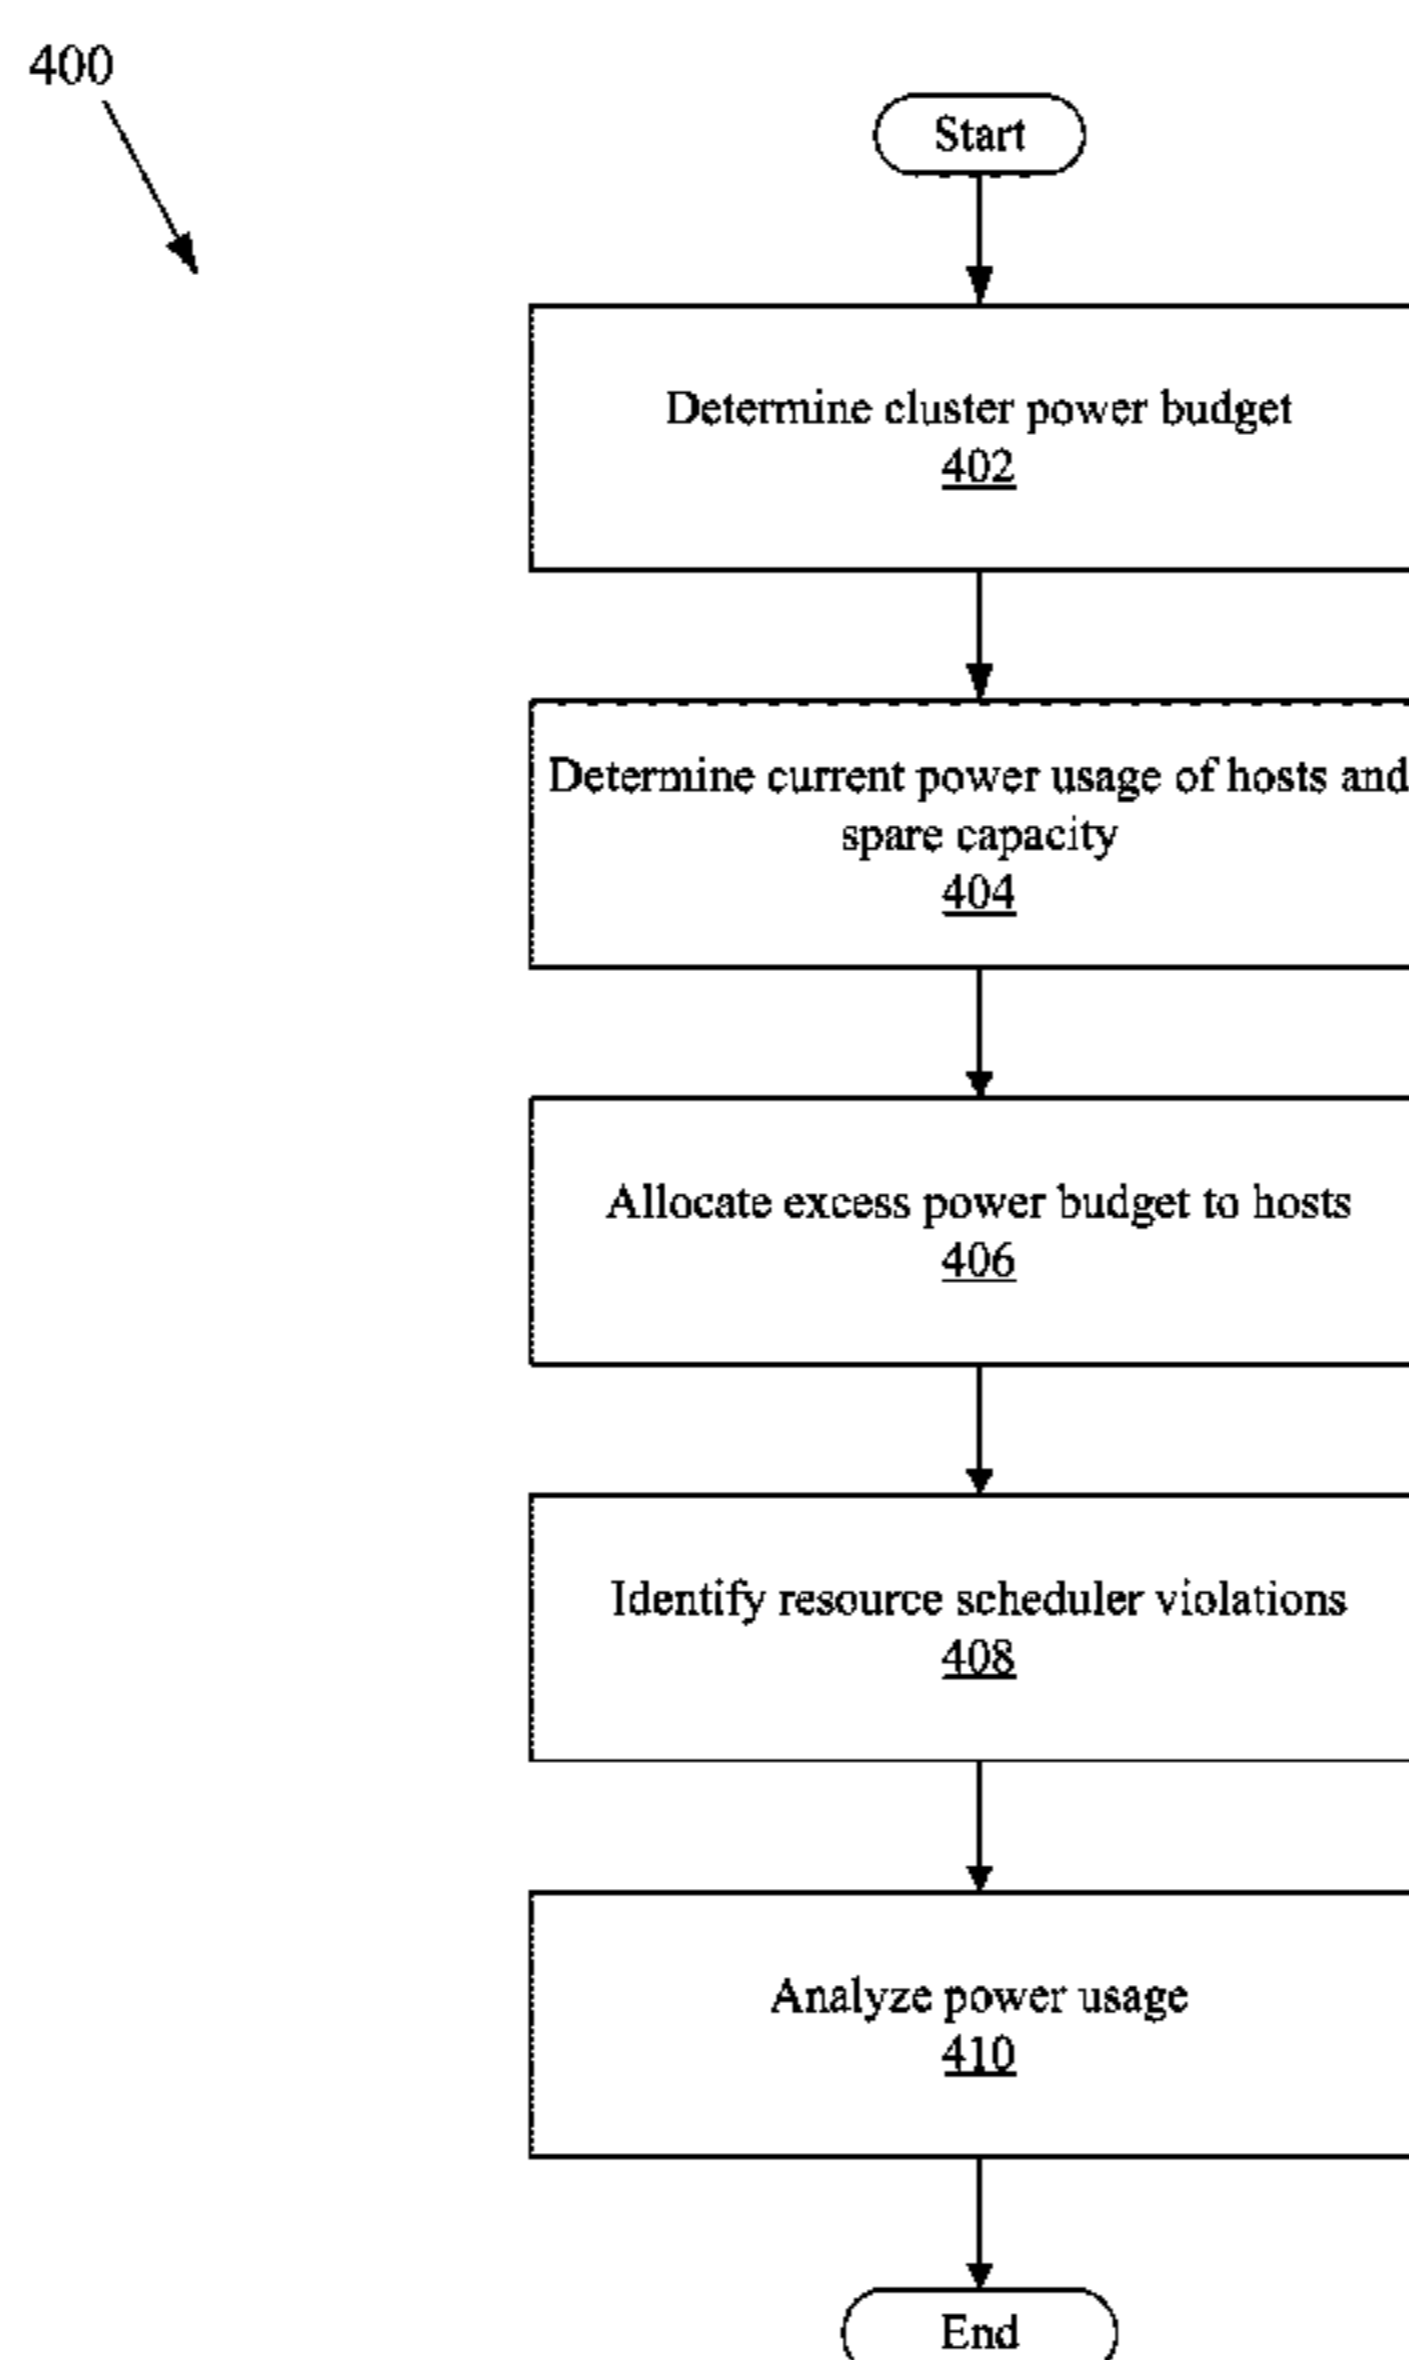 400
Start
Determine cluster power budget
402
Determine current power usage of hosts and
spare capacity
404
Allocate excess power budget to hosts
406
Identify resource scheduler violations
408
Analyze power usage
410
End